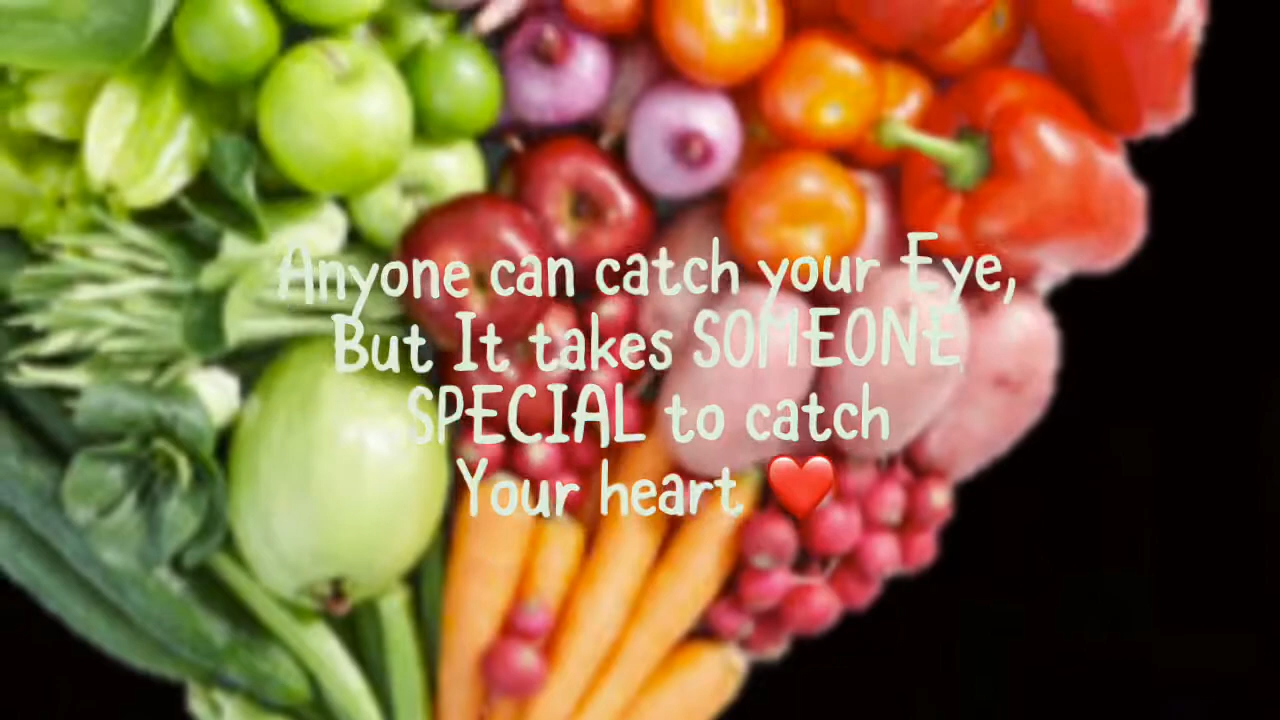 Anyone can catch your Eye,
But It takes SOMEONE
SPECIAL to catch
Your heart ❤️